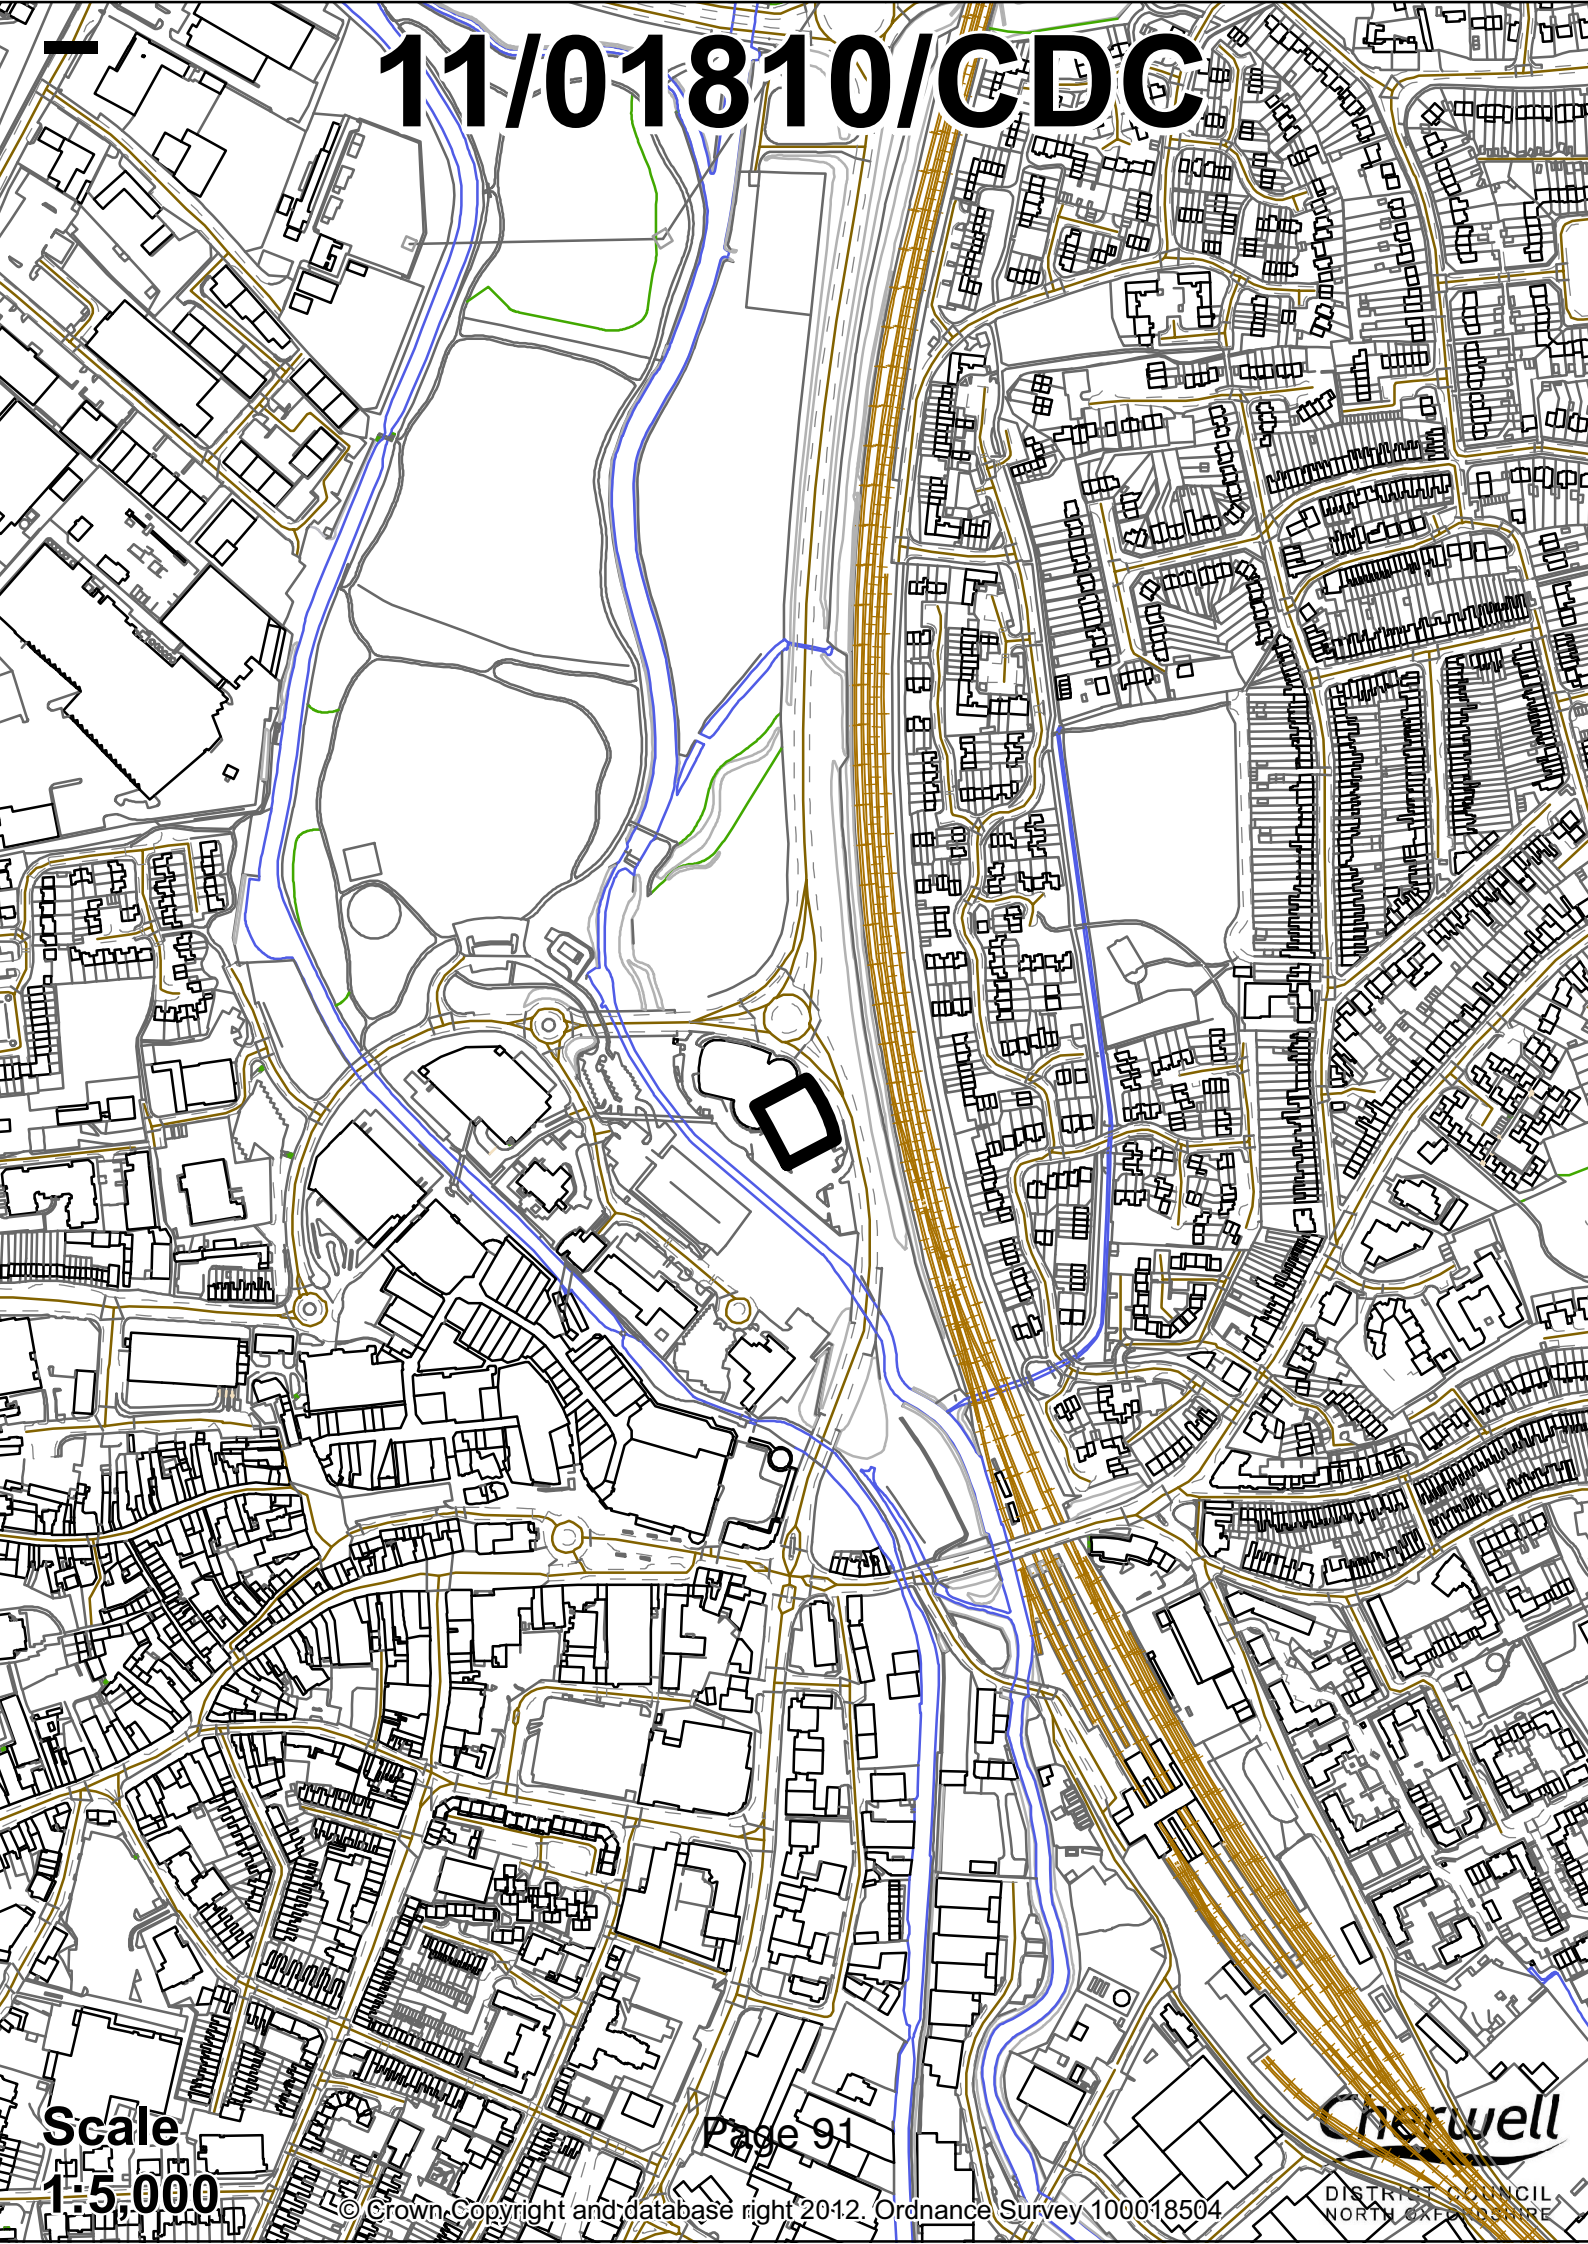 11/01810/CDC
Scale
1:5,000
Page 91
© Crown Copyright and database right 2012. Ordnance Survey 100018504
Cherwell
DISTRICT COUNCIL
NORTH OXFORDSHIRE